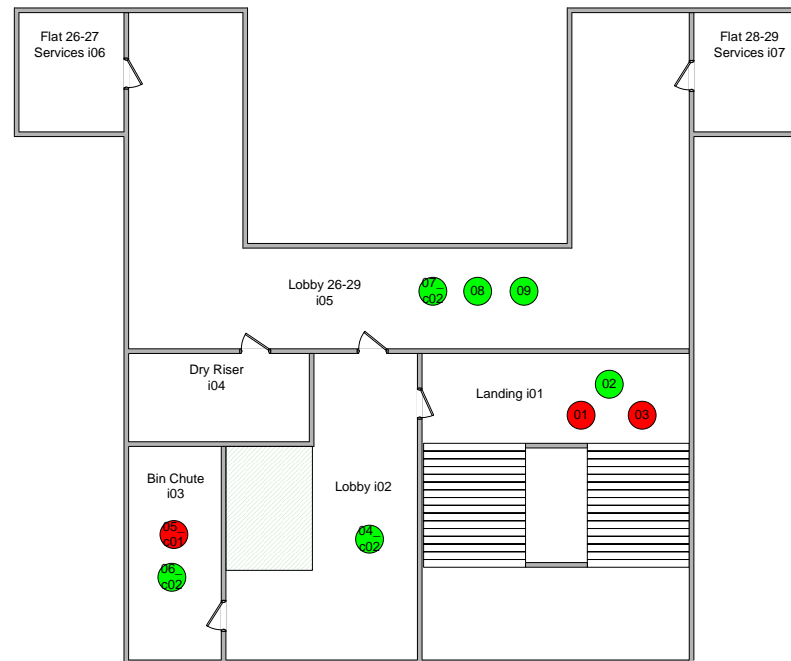 Flat 26-27
Services i06
Flat 28-29
Services i07
Lobby 26-29
i05
07_
c02
08
09
Dry Riser
i04
Landing i01
02
01
03
Bin Chute
i03
Lobby i02
05_
c01
04_
c02
06_
c02